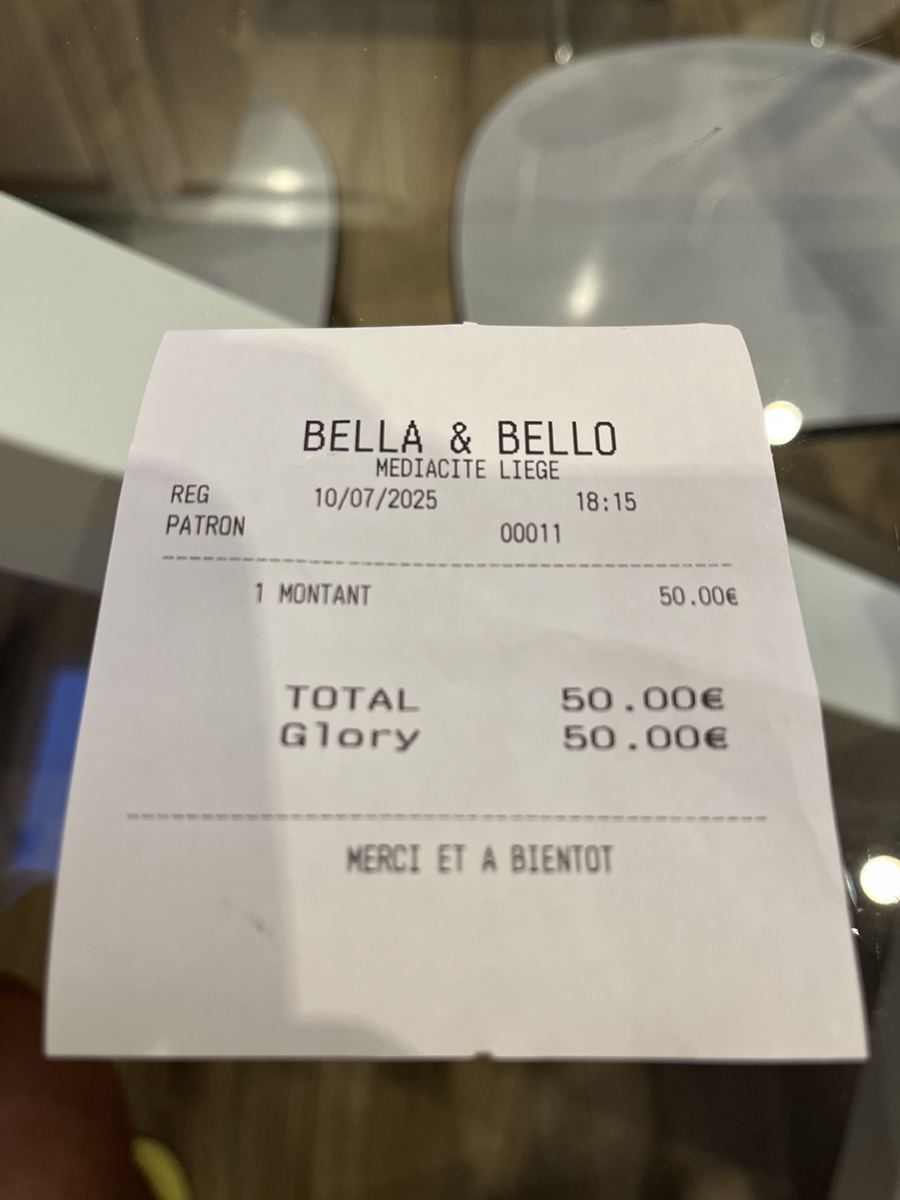 BELLA & BELLO
MEDIACITE LIEGE
REG 10/07/2025 18:15
PATRON 00011
1 MONTANT 50.00€
TOTAL 50.00€
Glory 50.00€
MERCI ET A BIENTOT